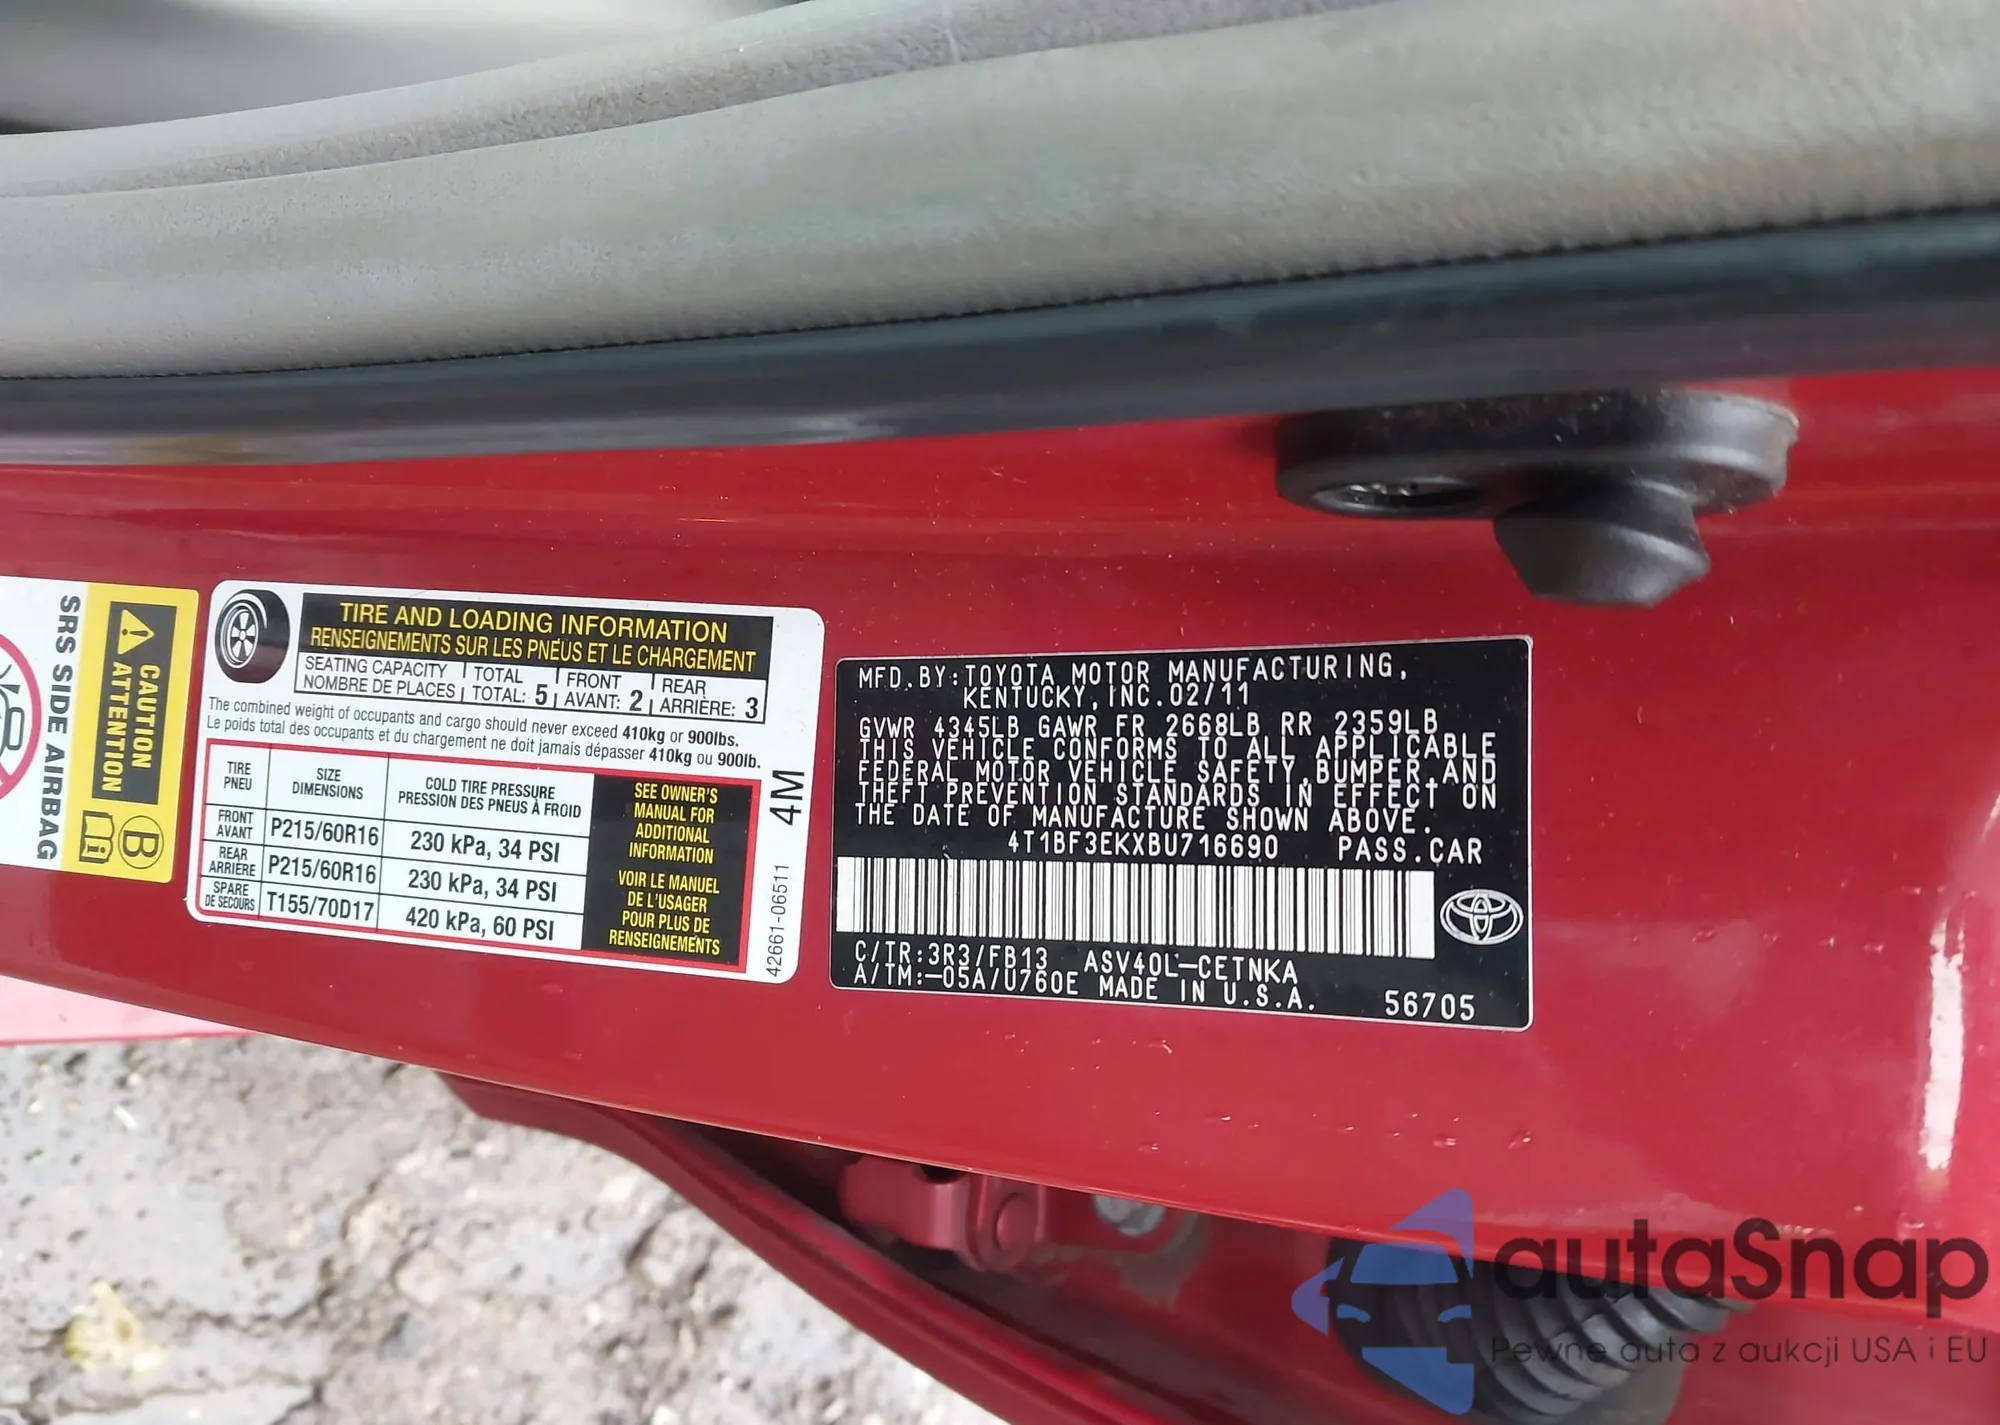 CAUTION
ATTENTION
B
SRS SIDE AIRBAG
TIRE AND LOADING INFORMATION
RENSEIGNEMENTS SUR LES PNEUS ET LE CHARGEMENT
SEATING CAPACITY TOTAL FRONT REAR
NOMBRE DE PLACES TOTAL: 5 AVANT: 2 ARRIÈRE: 3
The combined weight of occupants and cargo should never exceed 410kg or 900lbs.
Le poids total des occupants et du chargement ne doit jamais dépasser 410kg ou 900lb.
TIRE
PNEU
SIZE
DIMENSIONS
COLD TIRE PRESSURE
PRESSION DES PNEUS À FROID
FRONT
AVANT
P215/60R16
230 kPa, 34 PSI
REAR
ARRIÈRE
P215/60R16
230 kPa, 34 PSI
SPARE
DE SECOURS
T155/70D17
420 kPa, 60 PSI
SEE OWNER'S
MANUAL FOR
ADDITIONAL
INFORMATION
VOIR LE MANUEL
DE L'USAGER
POUR PLUS DE
RENSEIGNEMENTS
42661-06511 4M
MFD.BY:TOYOTA MOTOR MANUFACTURING,
KENTUCKY,INC.02/11
GVWR 4345LB GAWR FR 2668LB RR 2359LB
THIS VEHICLE CONFORMS TO ALL APPLICABLE
FEDERAL MOTOR VEHICLE SAFETY,BUMPER,AND
THEFT PREVENTION STANDARDS IN EFFECT ON
THE DATE OF MANUFACTURE SHOWN ABOVE.
4T1BF3EKXBU716690 PASS.CAR
C/TR:3R3/FB13 ASV40L-CETNKA
A/TM:-05A/U760E MADE IN U.S.A. 56705
autaSnap
Pewne auta z aukcji USA i EU